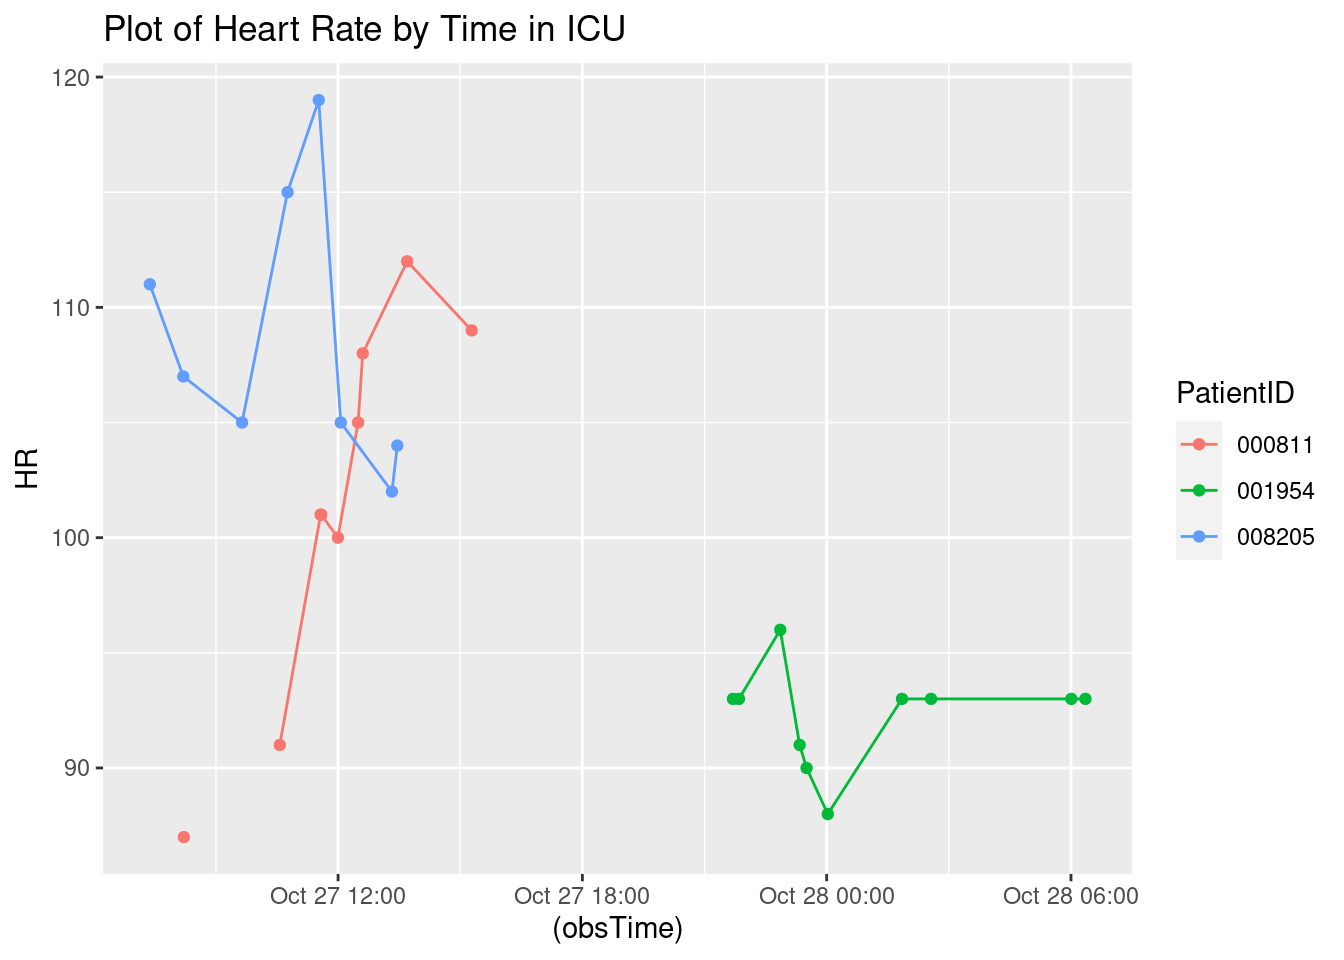 Plot of Heart Rate by Time in ICU
120
110
100
90
HR
Oct 27 12:00
Oct 27 18:00
Oct 28 00:00
Oct 28 06:00
(obsTime)
PatientID
000811
001954
008205